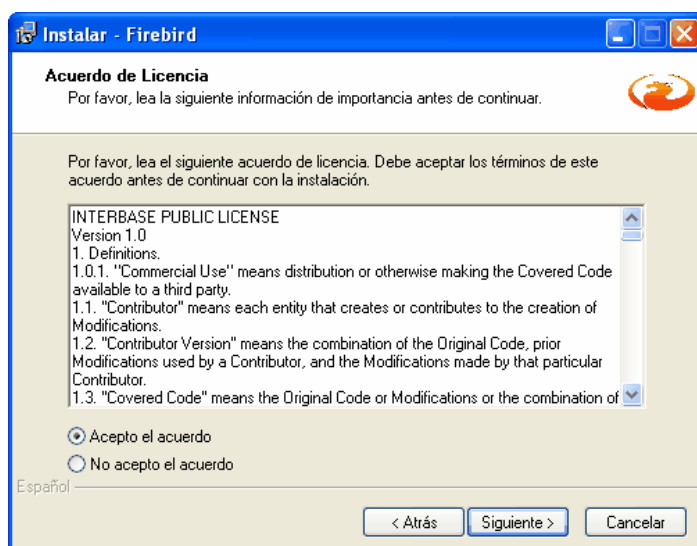 Instalar - Firebird
Acuerdo de Licencia
Por favor, lea la siguiente información de importancia antes de continuar.
Por favor, lea el siguiente acuerdo de licencia. Debe aceptar los términos de este
acuerdo antes de continuar con la instalación.
INTERBASE PUBLIC LICENSE
Version 1.0
1. Definitions.
1.0.1. "Commercial Use" means distribution or otherwise making the Covered Code
available to a third party.
1.1. "Contributor" means each entity that creates or contributes to the creation of
Modifications.
1.2. "Contributor Version" means the combination of the Original Code, prior
Modifications used by a Contributor, and the Modifications made by that particular
Contributor.
1.3. "Covered Code" means the Original Code or Modifications or the combination of
Acepto el acuerdo
No acepto el acuerdo
Español
< Atrás Siguiente > Cancelar